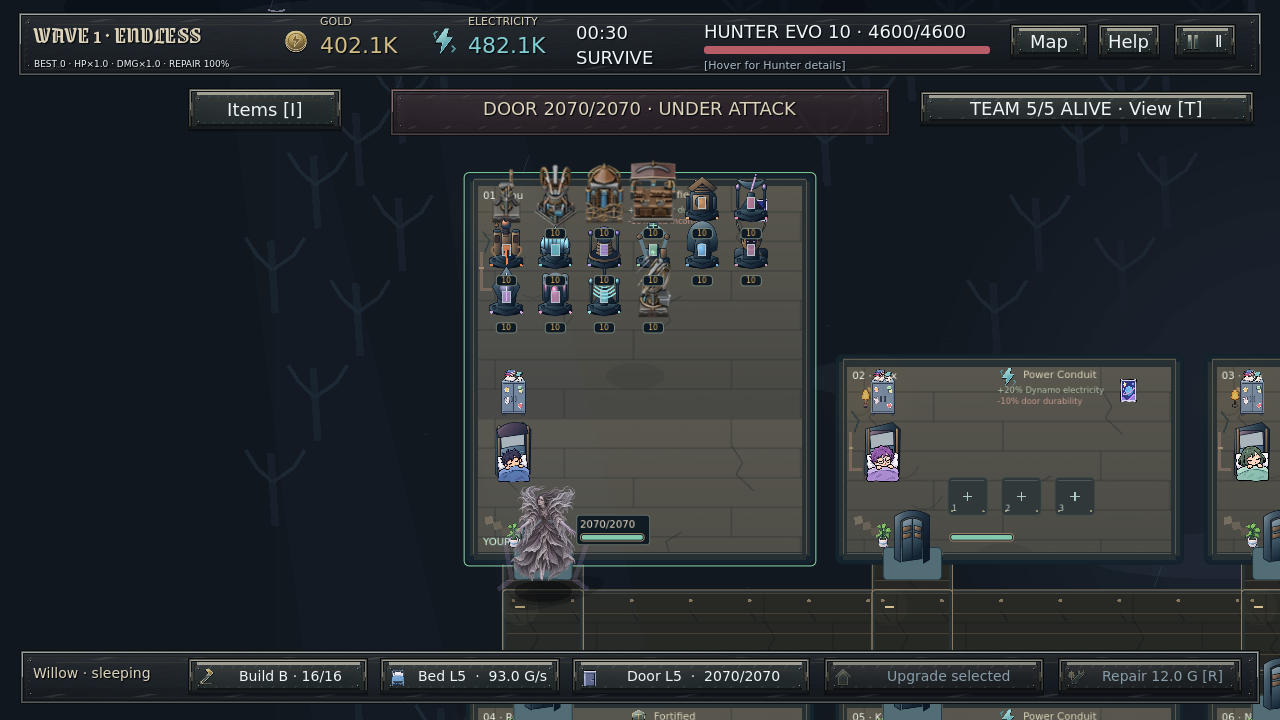 WAVE 1 · ENDLESS
BEST 0 · HP×1.0 · DMG×1.0 · REPAIR 100%
GOLD
402.1K
ELECTRICITY
482.1K
00:30
SURVIVE
HUNTER EVO 10 · 4600/4600
[Hover for Hunter details]
Map
Help
II
Items [I]
DOOR 2070/2070 · UNDER ATTACK
TEAM 5/5 ALIVE · View [T]
01
10 10 10 10 10
10 10 10 10 10 10
10 10 10 10
2070/2070
YOUR
02 ·
Power Conduit
+20% Dynamo electricity
-10% door durability
+ + +
1 2 3
03 ·
04 ·
Fortified
05 ·
Power Conduit
06 ·
Willow · sleeping
Build B · 16/16
Bed L5 · 93.0 G/s
Door L5 · 2070/2070
Upgrade selected
Repair 12.0 G [R]